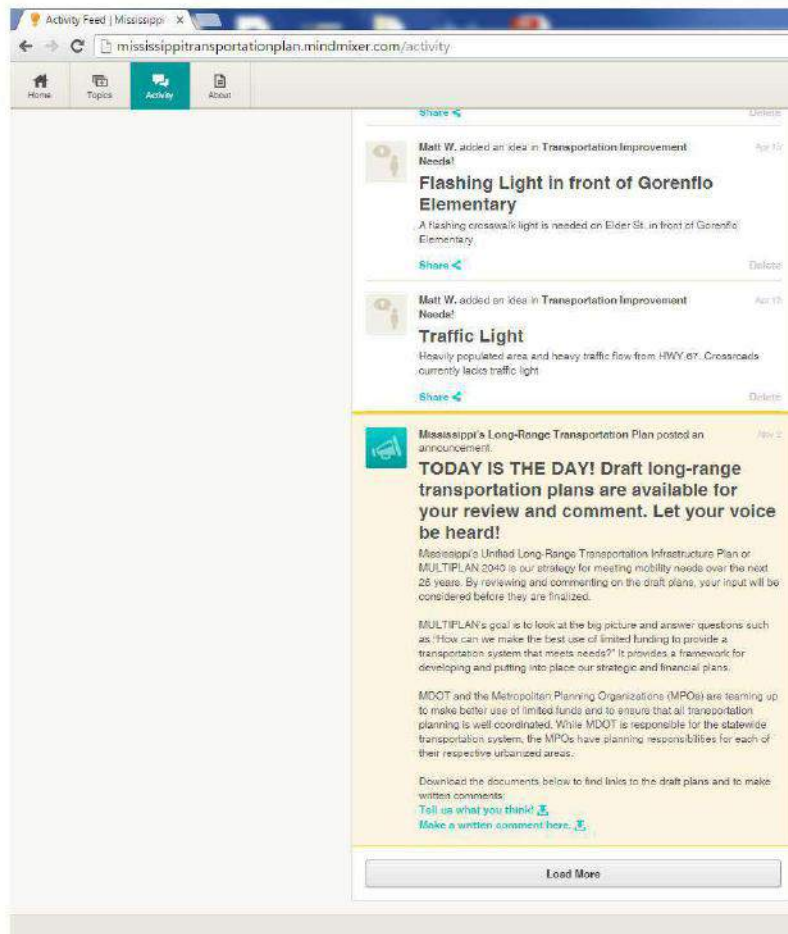 Activity Feed | Mississippi
mississippitransportationplan.mindmixer.com/activity
Home
Topics
Activity
About
Share
Delete
Matt W. added an idea in Transportation Improvement
Needs!
Apr 15
Flashing Light in front of Gorenflo
Elementary
A flashing crosswalk light is needed on Elder St. in front of Gorenflo
Elementary
Share
Delete
Matt W. added an idea in Transportation Improvement
Needs!
Traffic Light
Heavily populated area and heavy traffic flow from HWY 67. Crossroads
currently lacks traffic light
Share
Delete
Mississippi's Long-Range Transportation Plan posted an
announcement.
Nov 2
TODAY IS THE DAY! Draft long-range
transportation plans are available for
your review and comment. Let your voice
be heard!
Mississippi's Unified Long-Range Transportation Infrastructure Plan or
MULTIPLAN 2040 is our strategy for meeting mobility needs over the next
25 years. By reviewing and commenting on the draft plans, your input will be
considered before they are finalized.
MULTIPLAN's goal is to look at the big picture and answer questions such
as "How can we make the best use of limited funding to provide a
transportation system that meets needs?" It provides a framework for
developing and putting into place our strategic and financial plans.
MDOT and the Metropolitan Planning Organizations (MPOs) are teaming up
to make better use of limited funds and to ensure that all transportation
planning is well coordinated. While MDOT is responsible for the statewide
transportation system, the MPOs have planning responsibilities for each of
their respective urbanized areas.
Download the documents below to find links to the draft plans and to make
written comments:
Tell us what you think!
Make a written comment here.
Load More